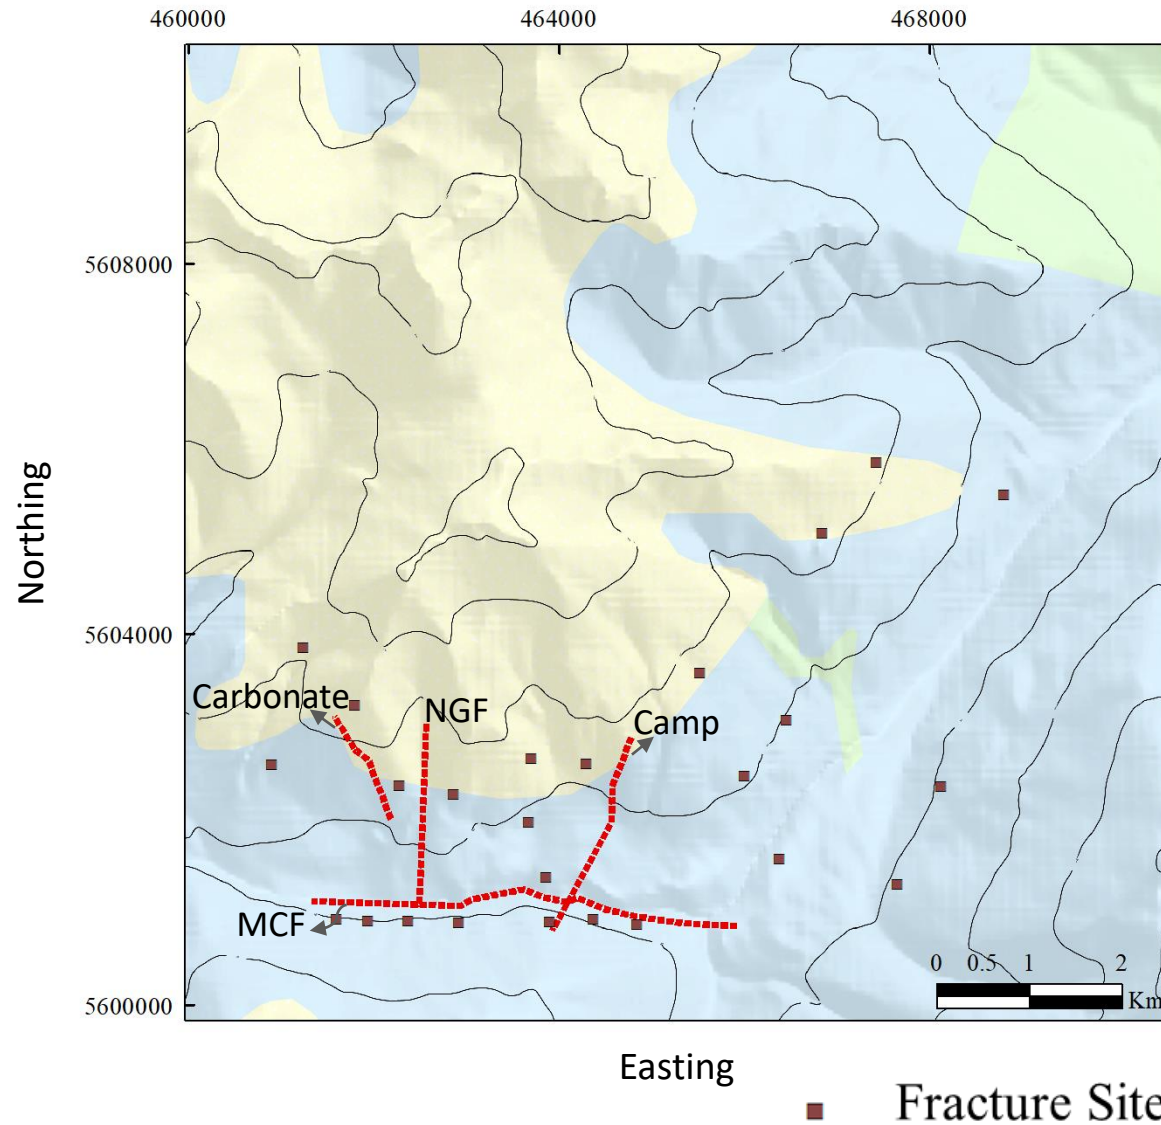 460000 464000 468000
5608000
Northing
5604000
Carbonate
NGF
Camp
MCF
0 0.5 1 2
Km
5600000
Easting
Fracture Site